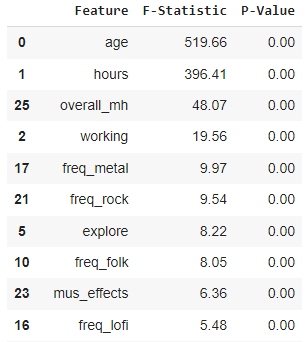 Feature F-Statistic P-Value
0 age 519.66 0.00
1 hours 396.41 0.00
25 overall_mh 48.07 0.00
2 working 19.56 0.00
17 freq_metal 9.97 0.00
21 freq_rock 9.54 0.00
5 explore 8.22 0.00
10 freq_folk 8.05 0.00
23 mus_effects 6.36 0.00
16 freq_lofi 5.48 0.00